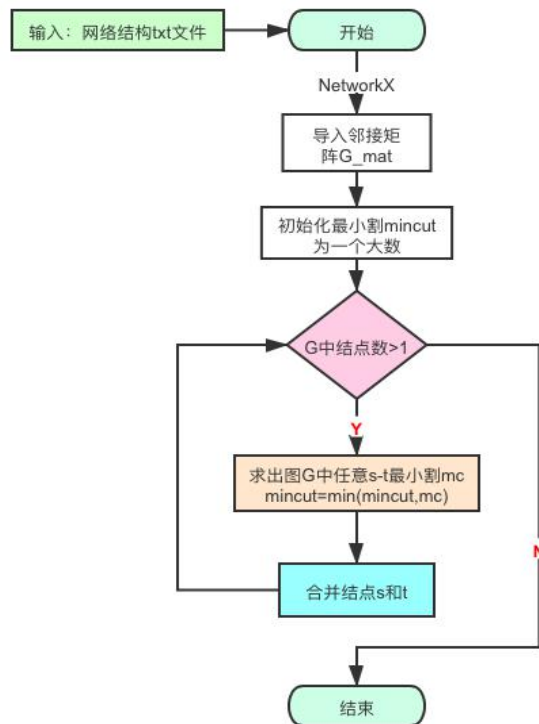 输入：网络结构txt文件
开始
NetworkX
导入邻接矩
阵G_mat
初始化最小割mincut
为一个大数
G中结点数>1
Y
求出图G中任意s-t最小割mc
mincut=min(mincut,mc)
N
合并结点s和t
结束